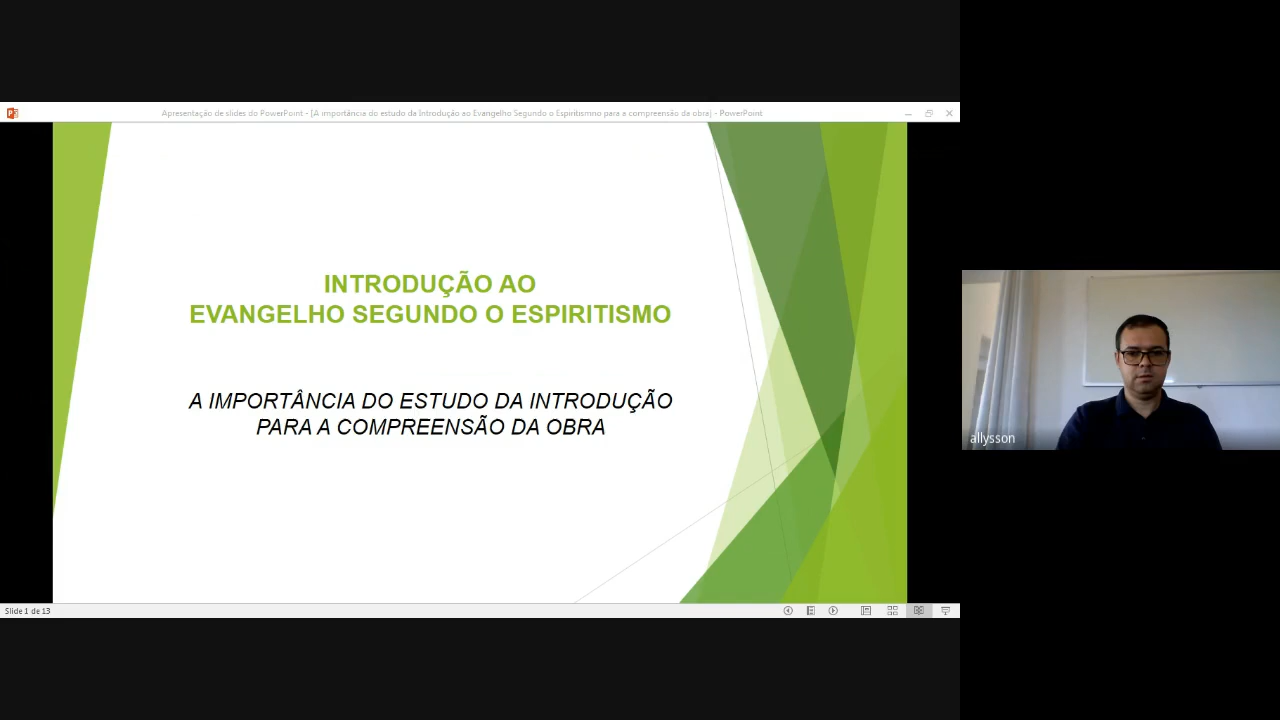 Apresentação de slides do PowerPoint - [A importância do estudo da Introdução ao Evangelho Segundo o Espiritismno para a compreensão da obra] - PowerPoint
INTRODUÇÃO AO
EVANGELHO SEGUNDO O ESPIRITISMO
A IMPORTÂNCIA DO ESTUDO DA INTRODUÇÃO
PARA A COMPREENSÃO DA OBRA
allysson
Slide 1 de 13